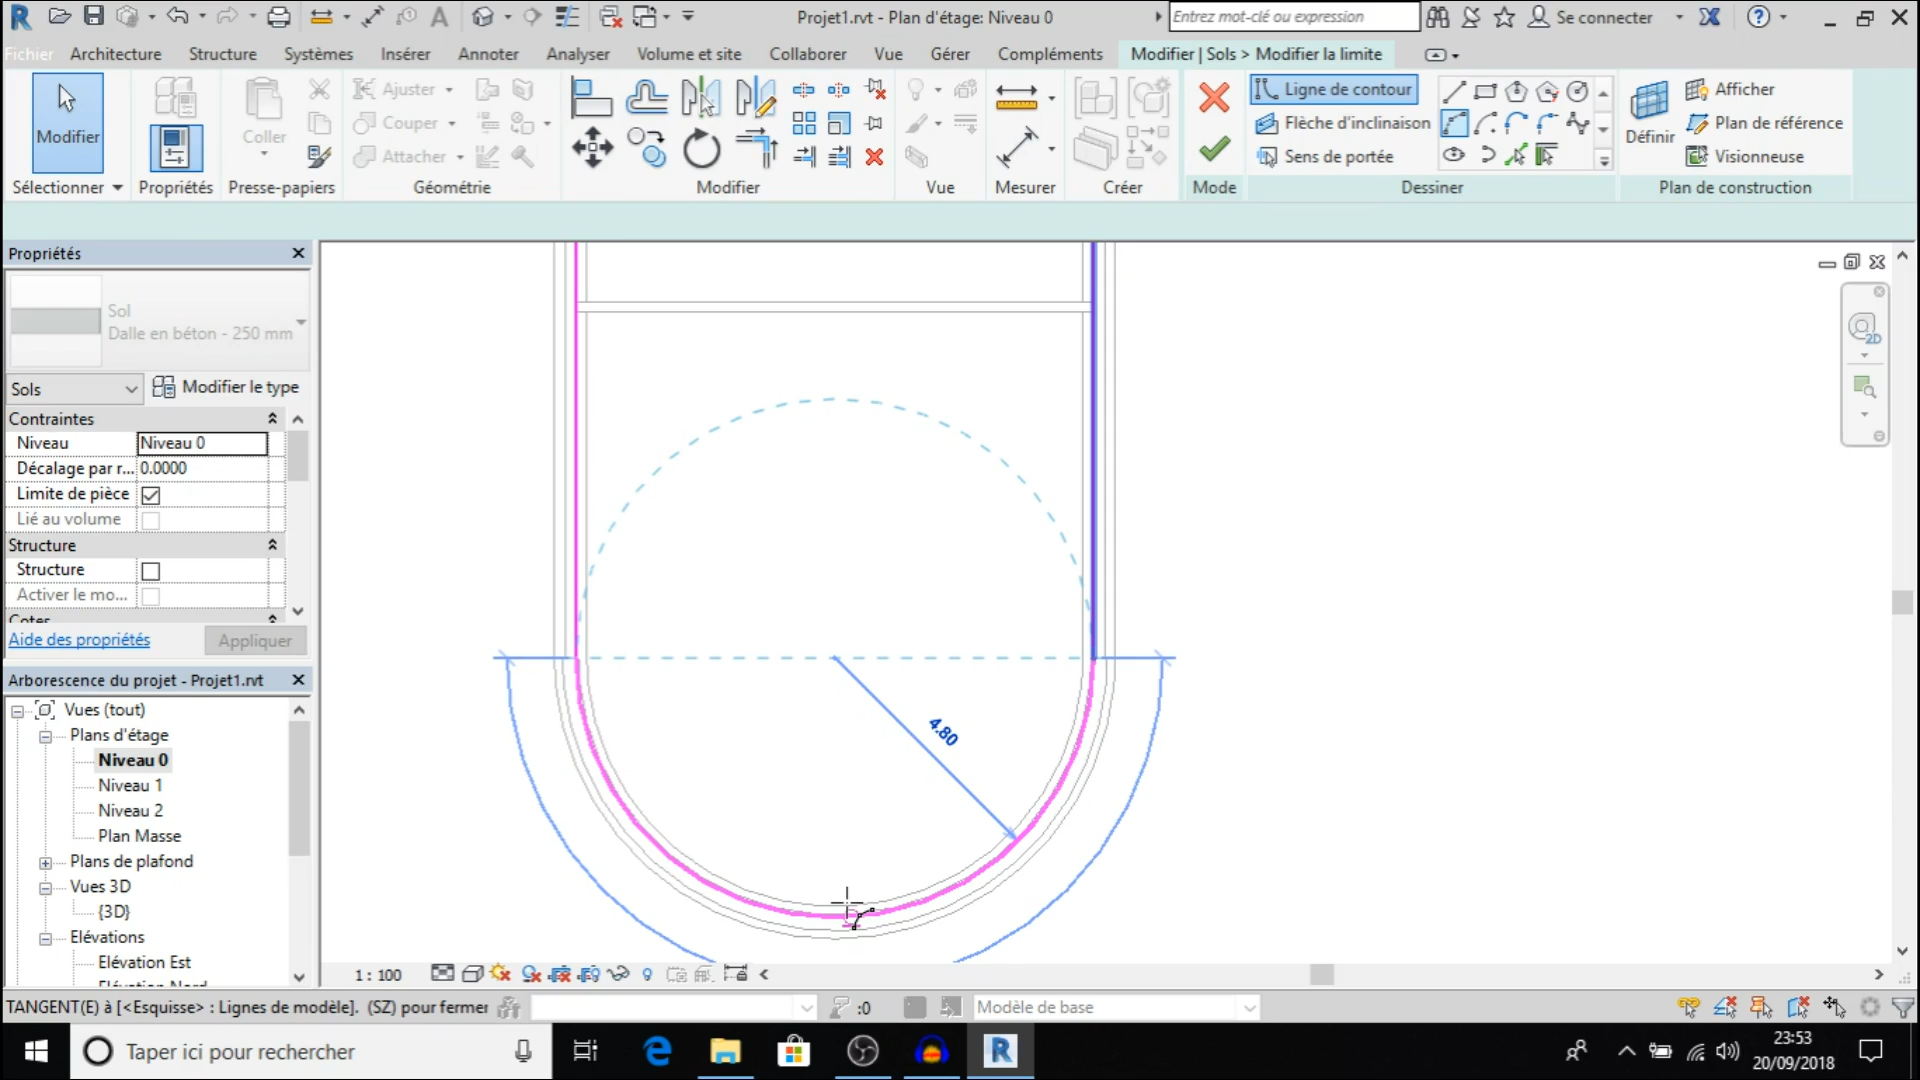 Projet1.rvt - Plan d'étage: Niveau 0
Entrez mot-clé ou expression
Se connecter
Fichier Architecture Structure Systèmes Insérer Annoter Analyser Volume et site Collaborer Vue Gérer Compléments Modifier | Sols > Modifier la limite
Modifier
Coller
Ajuster
Couper
Attacher
Ligne de contour
Flèche d'inclinaison
Sens de portée
Définir
Afficher
Plan de référence
Visionneuse
Sélectionner Propriétés Presse-papiers Géométrie Modifier Vue Mesurer Créer Mode Dessiner Plan de construction
Propriétés
Sol
Dalle en béton - 250 mm
Sols Modifier le type
Contraintes
Niveau Niveau 0
Décalage par r... 0.0000
Limite de pièce
Lié au volume
Structure
Structure
Activer le mo...
Cotes
Aide des propriétés Appliquer
Arborescence du projet - Projet1.rvt
Vues (tout)
Plans d'étage
Niveau 0
Niveau 1
Niveau 2
Plan Masse
Plans de plafond
Vues 3D
{3D}
Elévations
Elévation Est
Elévation Nord
4.80
2D
1 : 100
TANGENT(E) à [<Esquisse> : Lignes de modèle]. (SZ) pour fermer
:0
Modèle de base
Taper ici pour rechercher
23:53
20/09/2018